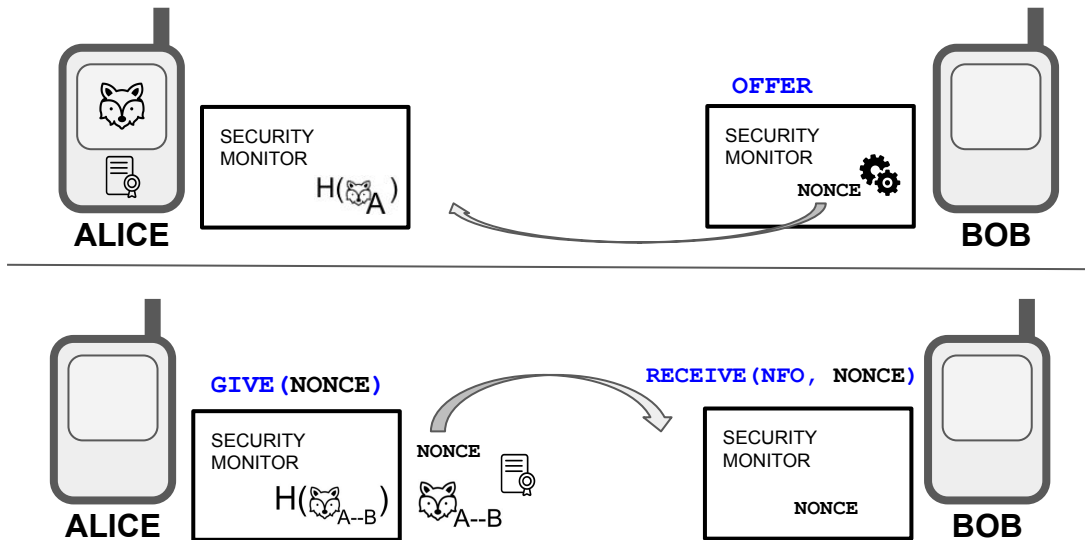 OFFER
SECURITY
MONITOR
H(A)
SECURITY
MONITOR
NONCE
ALICE
BOB
GIVE(NONCE)
RECEIVE(NFO, NONCE)
SECURITY
MONITOR
H(A--B)
NONCE
A--B
SECURITY
MONITOR
NONCE
ALICE
BOB